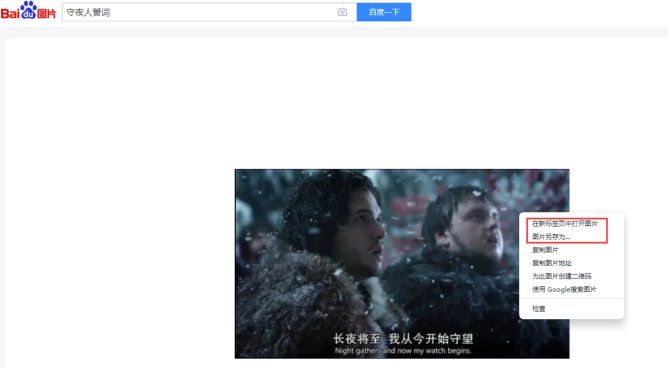 Bai du 图片
守夜人誓词
百度一下
在新标签页中打开图片
图片另存为...
复制图片
复制图片地址
为此图片创建二维码
使用 Google搜索图片
检查
长夜将至 我从今开始守望
Night gathers and now my watch begins.